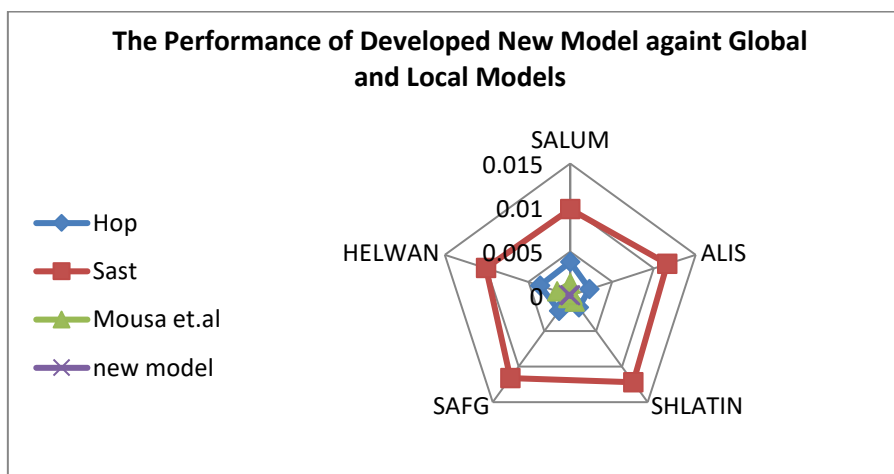 The Performance of Developed New Model againt Global
and Local Models
SALUM
0.015
0.01
0.005
0
HELWAN
ALIS
SAFG
SHLATIN
Hop
Sast
Mousa et.al
new model